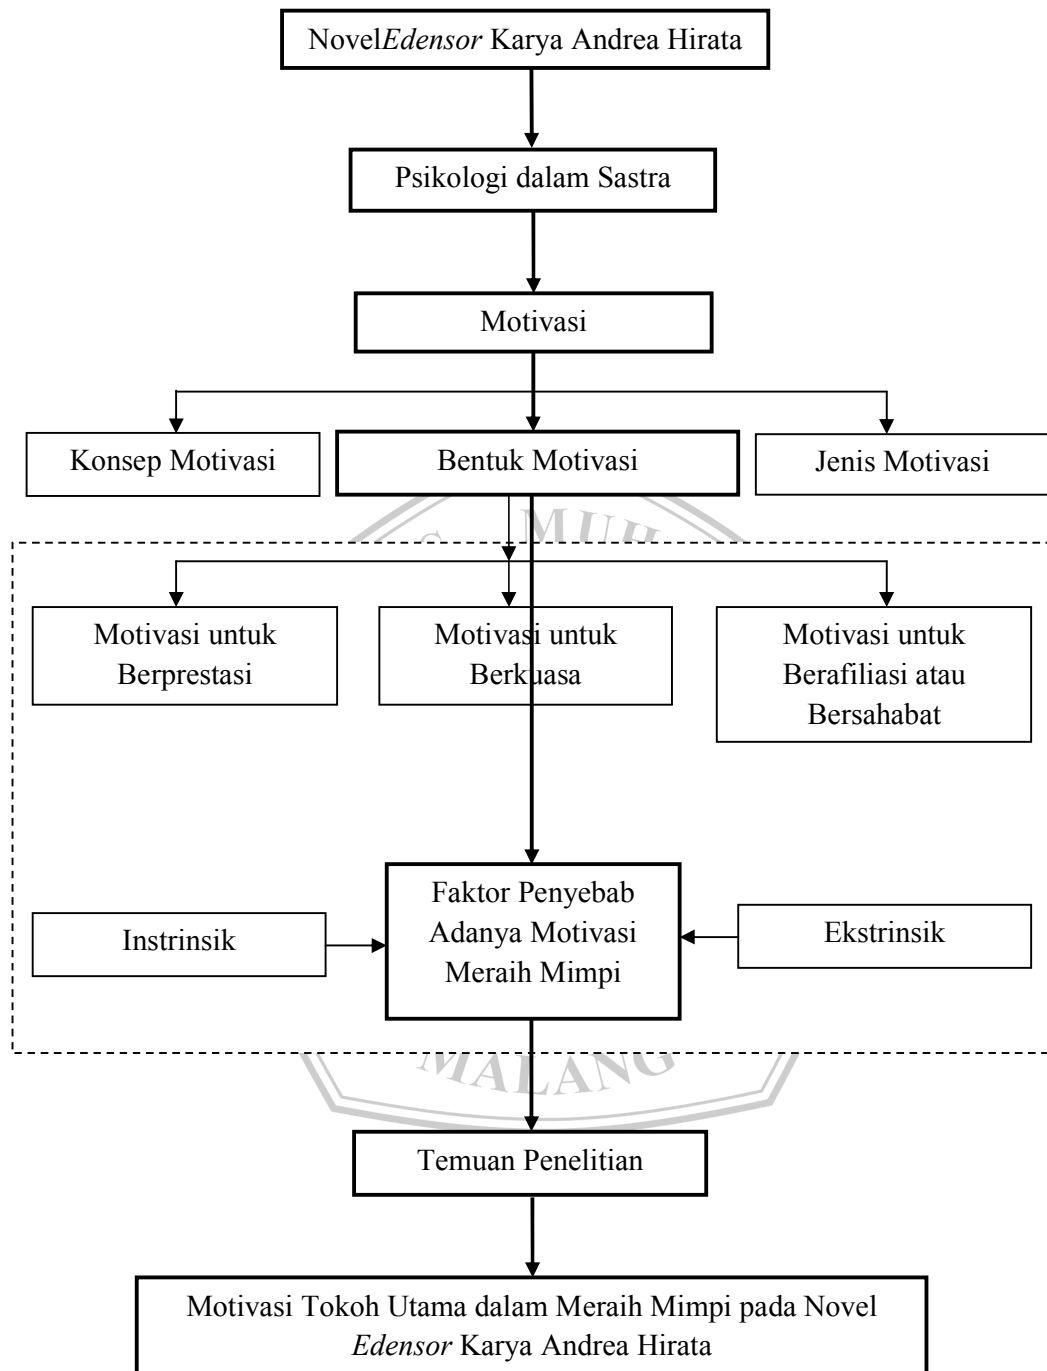 Novel Edensor Karya Andrea Hirata
Psikologi dalam Sastra
Motivasi
Konsep Motivasi
Bentuk Motivasi
Jenis Motivasi
MUH
Motivasi untuk
Berprestasi
Motivasi untuk
Berkuasa
Motivasi untuk
Berafiliasi atau
Bersahabat
Faktor Penyebab
Adanya Motivasi
Meraih Mimpi
Instrinsik
Ekstrinsik
MALANG
Temuan Penelitian
Motivasi Tokoh Utama dalam Meraih Mimpi pada Novel
Edensor Karya Andrea Hirata